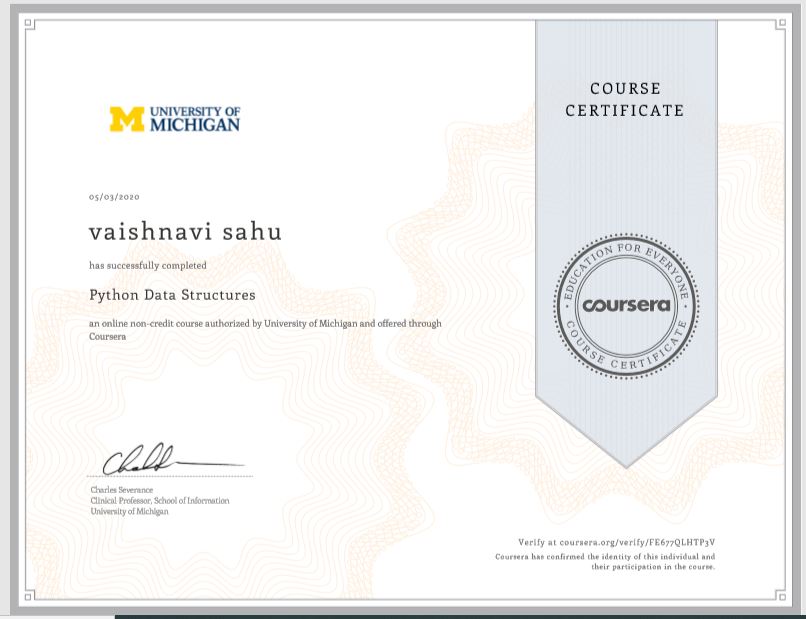 UNIVERSITY OF
MICHIGAN
COURSE
CERTIFICATE
05/03/2020
vaishnavi sahu
has successfully completed
Python Data Structures
an online non-credit course authorized by University of Michigan and offered through
Coursera
EDUCATION FOR EVERYONE
coursera
COURSE CERTIFICATE
Charles Severance
Clinical Professor, School of Information
University of Michigan
Verify at coursera.org/verify/FE677QLHTP3V
Coursera has confirmed the identity of this individual and
their participation in the course.